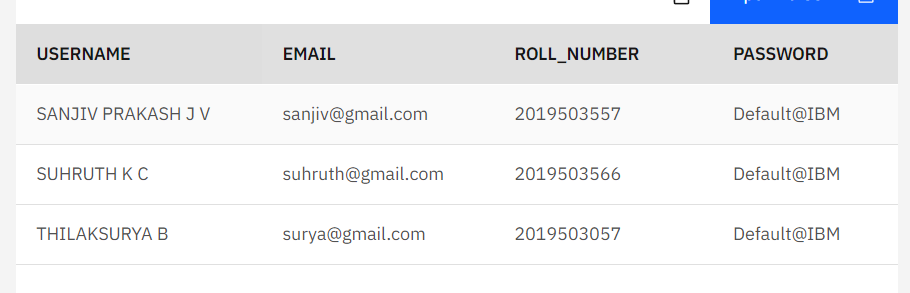 USERNAME EMAIL ROLL_NUMBER PASSWORD
SANJIV PRAKASH J V sanjiv@gmail.com 2019503557 Default@IBM
SUHRUTH K C suhruth@gmail.com 2019503566 Default@IBM
THILAKSURYA B surya@gmail.com 2019503057 Default@IBM